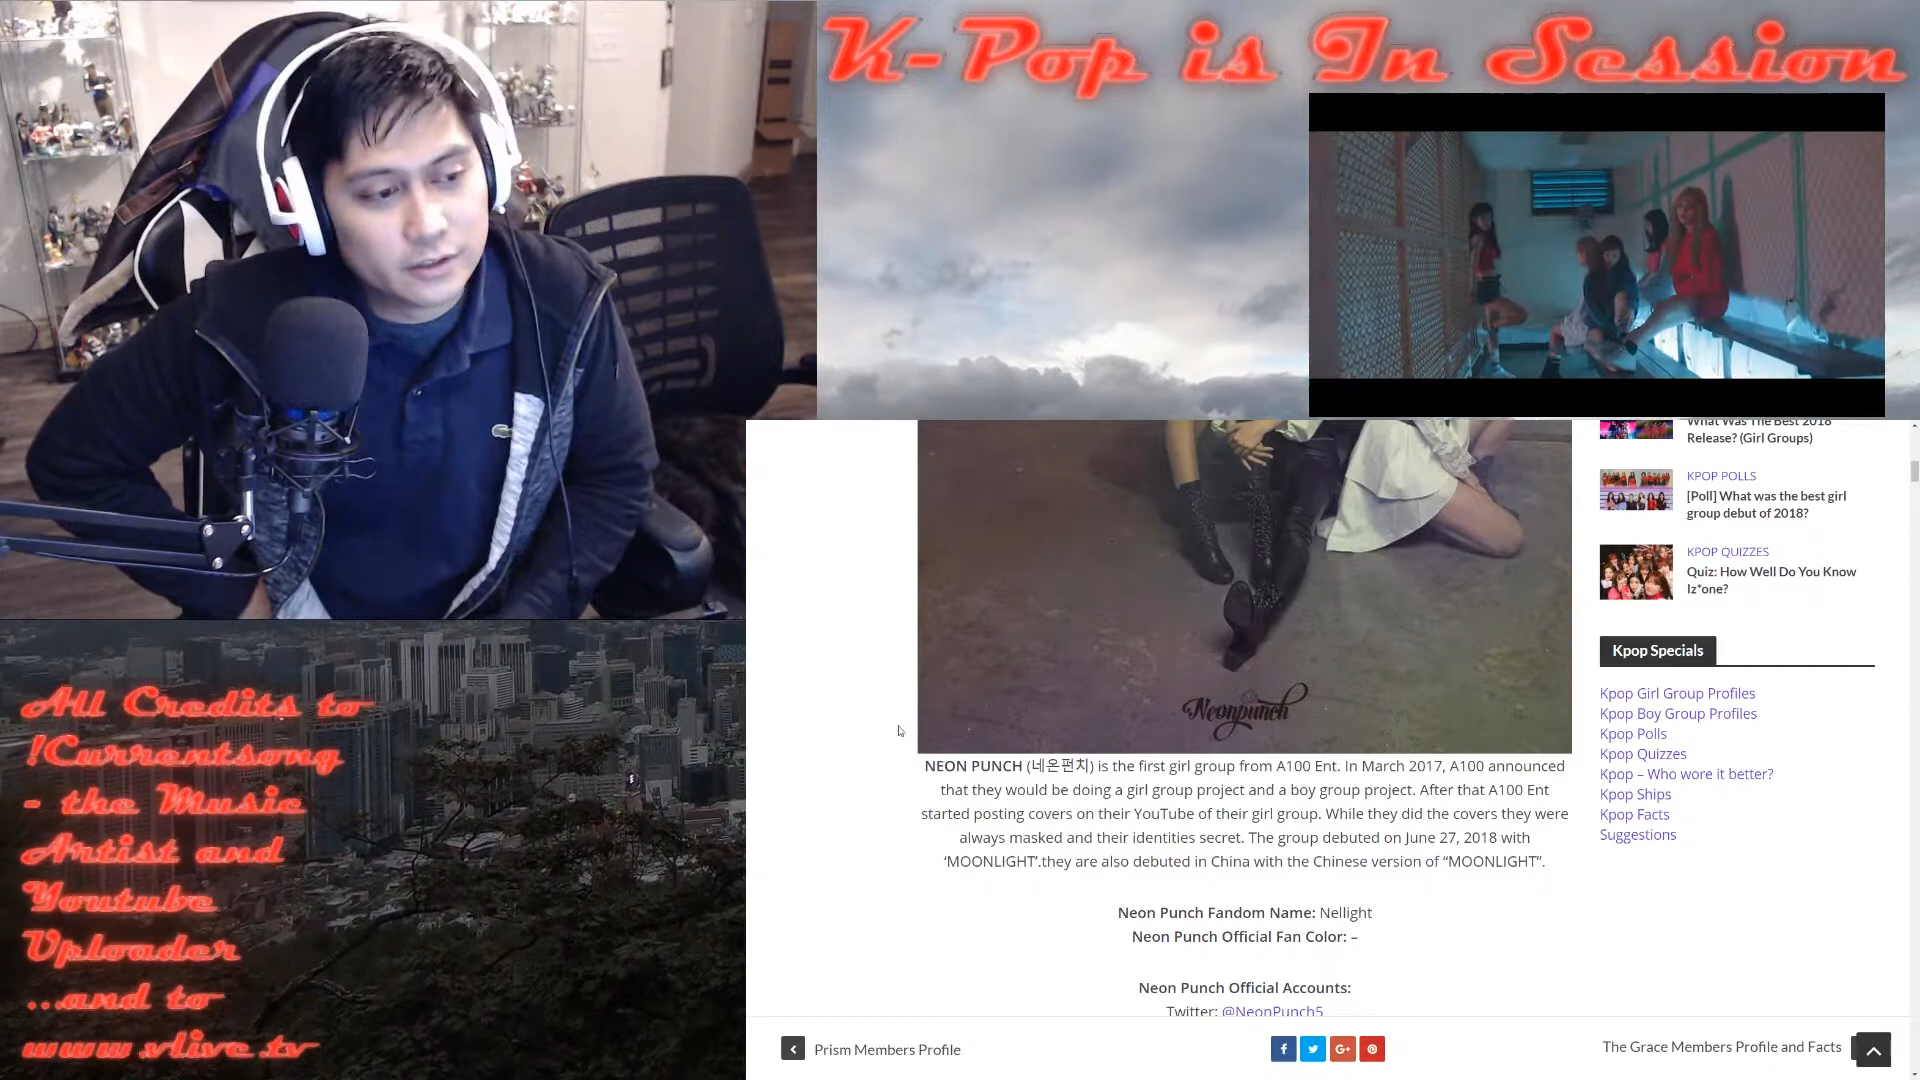 K-Pop is In Session
What Was The Best 2018
Release? (Girl Groups)
KPOP POLLS
[Poll] What was the best girl
group debut of 2018?
KPOP QUIZZES
Quiz: How Well Do You Know
Iz*one?
Kpop Specials
Kpop Girl Group Profiles
Kpop Boy Group Profiles
Kpop Polls
Kpop Quizzes
Kpop – Who wore it better?
Kpop Ships
Kpop Facts
Suggestions
Neonpunch
NEON PUNCH (네온펀치) is the first girl group from A100 Ent. In March 2017, A100 announced
that they would be doing a girl group project and a boy group project. After that A100 Ent
started posting covers on their YouTube of their girl group. While they did the covers they were
always masked and their identities secret. The group debuted on June 27, 2018 with
‘MOONLIGHT’.they are also debuted in China with the Chinese version of “MOONLIGHT”.
Neon Punch Fandom Name: Nellight
Neon Punch Official Fan Color: –
Neon Punch Official Accounts:
Twitter: @NeonPunch5
Prism Members Profile
The Grace Members Profile and Facts
All Credits to
!Currentsong
- the Music
Artist and
Youtube
Uploader
...and to
www.vlive.tv